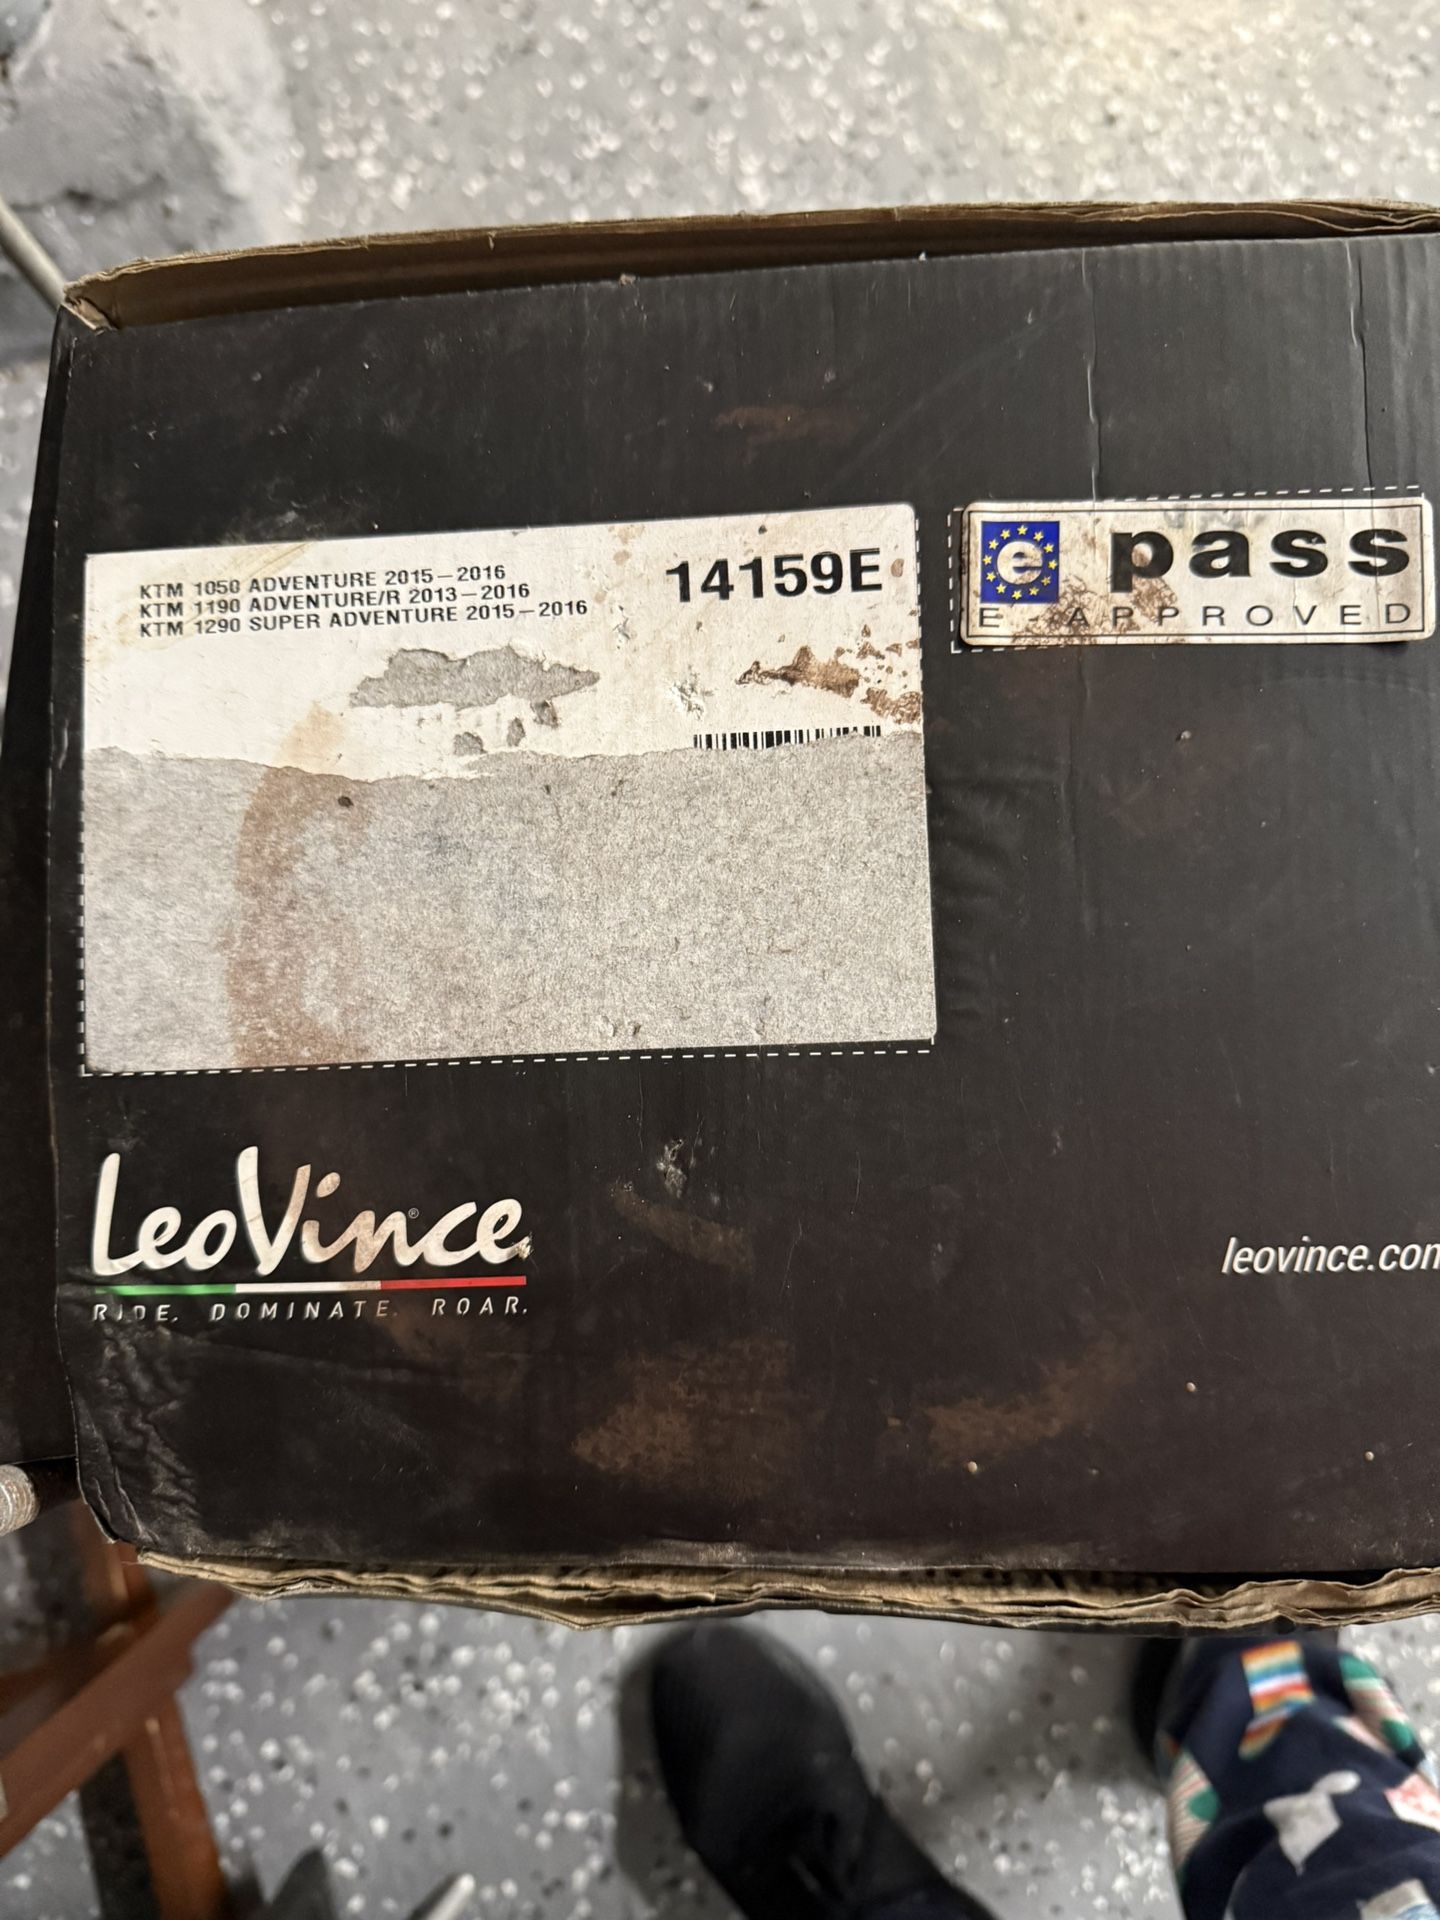 KTM 1050 ADVENTURE 2015-2016
KTM 1190 ADVENTURE/R 2013-2016
KTM 1290 SUPER ADVENTURE 2015-2016
14159E
e pass
E - APPROVED
LeoVince®
RIDE. DOMINATE. ROAR.
leovince.com